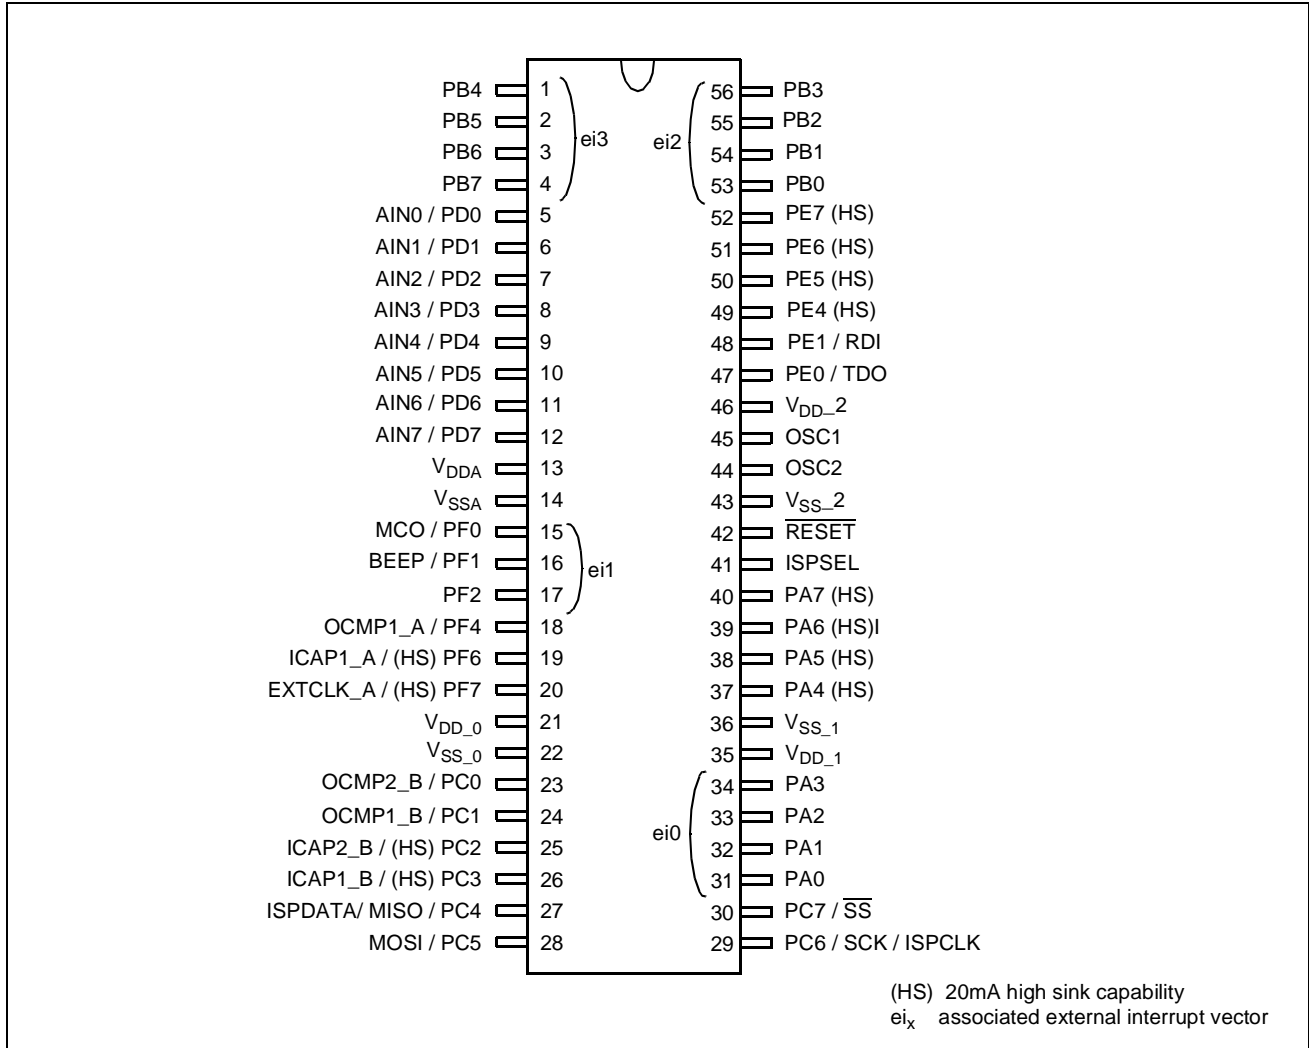 PB4 1
PB5 2
PB6 3
PB7 4
ei3
AIN0 / PD0 5
AIN1 / PD1 6
AIN2 / PD2 7
AIN3 / PD3 8
AIN4 / PD4 9
AIN5 / PD5 10
AIN6 / PD6 11
AIN7 / PD7 12
VDDA 13
VSSA 14
MCO / PF0 15
BEEP / PF1 16
PF2 17
ei1
OCMP1_A / PF4 18
ICAP1_A / (HS) PF6 19
EXTCLK_A / (HS) PF7 20
VDD_0 21
VSS_0 22
OCMP2_B / PC0 23
OCMP1_B / PC1 24
ICAP2_B / (HS) PC2 25
ICAP1_B / (HS) PC3 26
ISPDATA/ MISO / PC4 27
MOSI / PC5 28
56 PB3
55 PB2
54 PB1
53 PB0
ei2
52 PE7 (HS)
51 PE6 (HS)
50 PE5 (HS)
49 PE4 (HS)
48 PE1 / RDI
47 PE0 / TDO
46 VDD_2
45 OSC1
44 OSC2
43 VSS_2
42 RESET
41 ISPSEL
40 PA7 (HS)
39 PA6 (HS)I
38 PA5 (HS)
37 PA4 (HS)
36 VSS_1
35 VDD_1
34 PA3
33 PA2
32 PA1
31 PA0
ei0
30 PC7 / SS
29 PC6 / SCK / ISPCLK
(HS) 20mA high sink capability
eix associated external interrupt vector